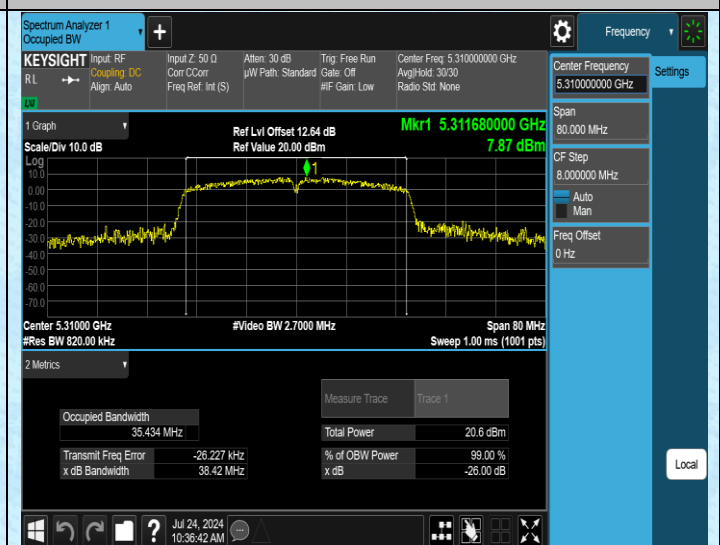 Spectrum Analyzer 1
Occupied BW
+
Frequency
KEYSIGHT
RL
LXI
Input: RF
Coupling: DC
Align: Auto
Input Z: 50 Ω
Corr CCorr
Freq Ref: Int (S)
Atten: 30 dB
µW Path: Standard
Trig: Free Run
Gate: Off
#IF Gain: Low
Center Freq: 5.310000000 GHz
Avg|Hold: 30/30
Radio Std: None
Center Frequency
5.310000000 GHz
Settings
Span
80.000 MHz
CF Step
8.000000 MHz
Auto
Man
Freq Offset
0 Hz
1 Graph
Scale/Div 10.0 dB
Ref Lvl Offset 12.64 dB
Ref Value 20.00 dBm
Mkr1 5.311680000 GHz
7.87 dBm
Log
10.0
0.00
-10.0
-20.0
-30.0
-40.0
-50.0
-60.0
-70.0
1
Center 5.31000 GHz
#Video BW 2.7000 MHz
Span 80 MHz
#Res BW 820.00 kHz
Sweep 1.00 ms (1001 pts)
2 Metrics
Measure Trace
Trace 1
Occupied Bandwidth
35.434 MHz
Total Power
20.6 dBm
Transmit Freq Error
-26.227 kHz
% of OBW Power
99.00 %
x dB Bandwidth
38.42 MHz
x dB
-26.00 dB
Local
?
Jul 24, 2024
10:36:42 AM